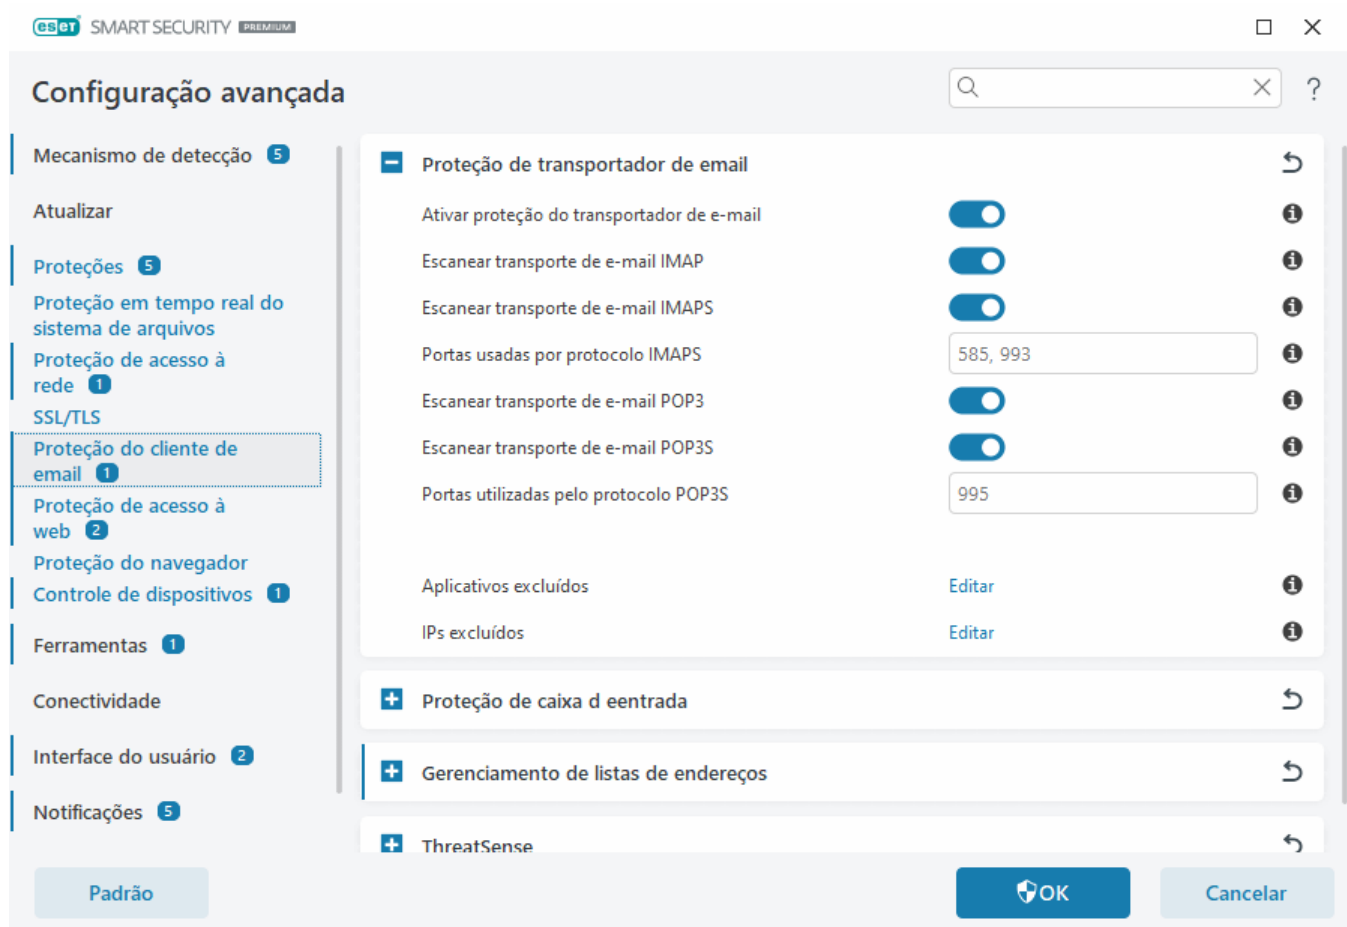 eseT SMART SECURITY PREMIUM
Configuração avançada
?
Mecanismo de detecção 5
Atualizar
Proteções 5
Proteção em tempo real do
sistema de arquivos
Proteção de acesso à
rede 1
SSL/TLS
Proteção do cliente de
email 1
Proteção de acesso à
web 2
Proteção do navegador
Controle de dispositivos 1
Ferramentas 1
Conectividade
Interface do usuário 2
Notificações 5
Proteção de transportador de email
Ativar proteção do transportador de e-mail
Escanear transporte de e-mail IMAP
Escanear transporte de e-mail IMAPS
Portas usadas por protocolo IMAPS 585, 993
Escanear transporte de e-mail POP3
Escanear transporte de e-mail POP3S
Portas utilizadas pelo protocolo POP3S 995
Aplicativos excluídos Editar
IPs excluídos Editar
Proteção de caixa d eentrada
Gerenciamento de listas de endereços
ThreatSense
Padrão
OK
Cancelar